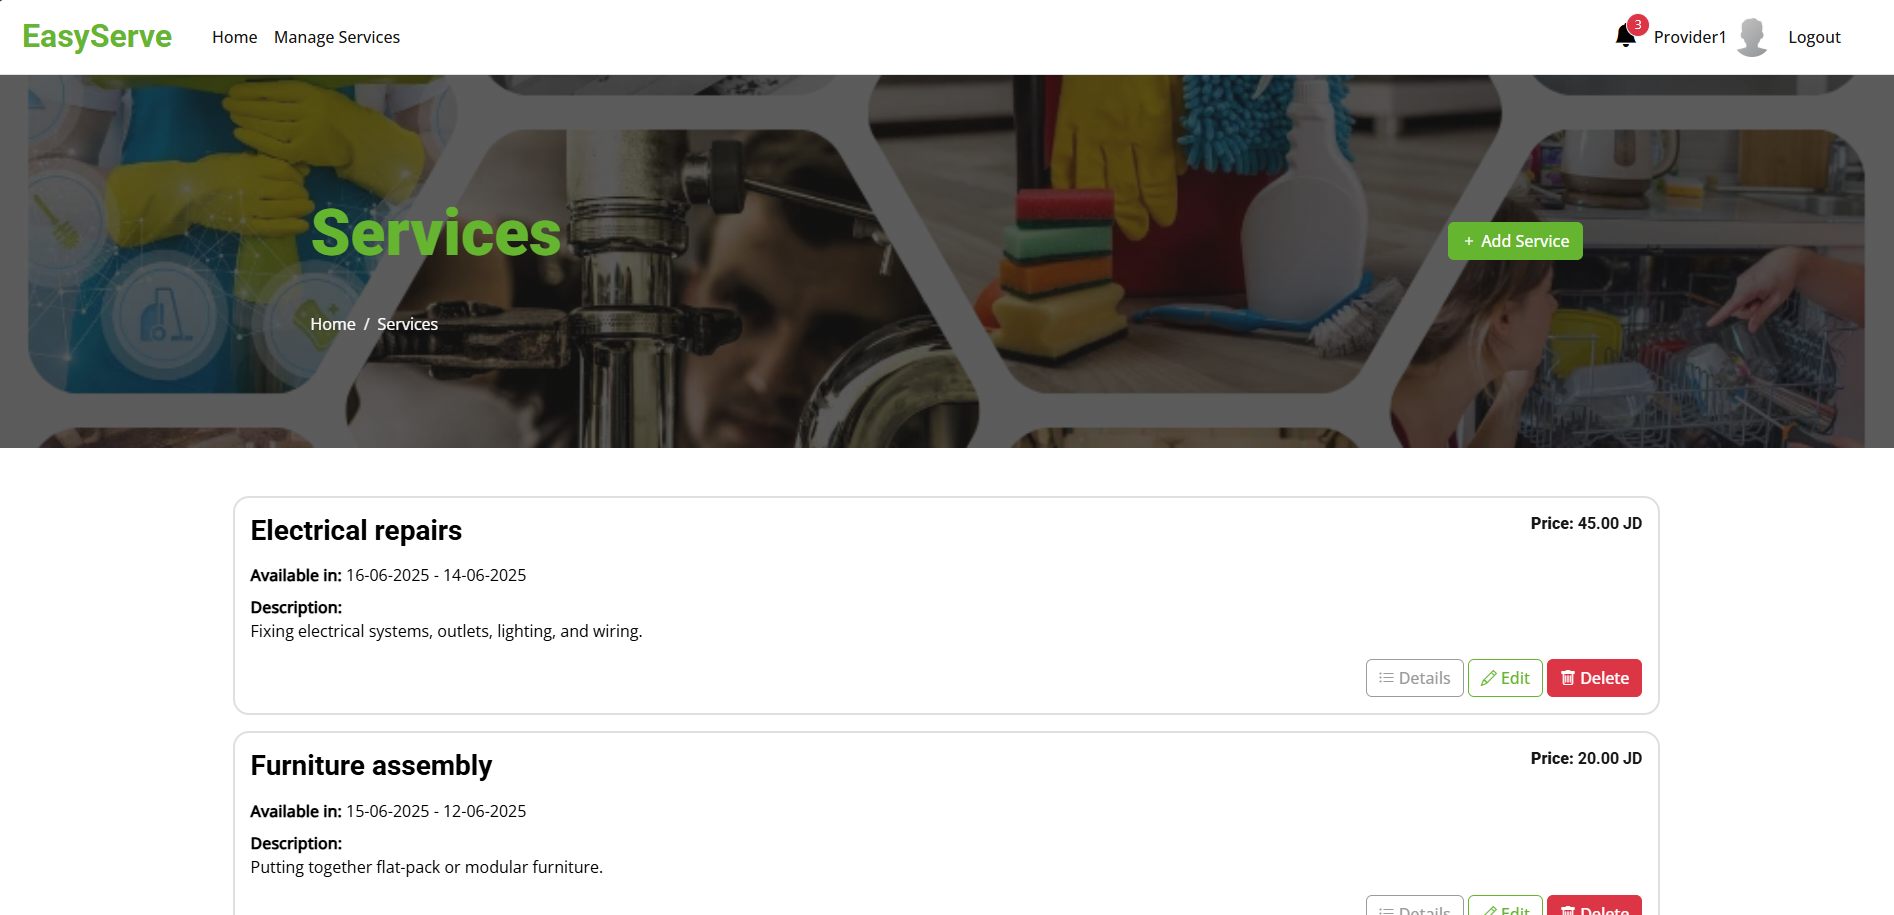 EasyServe Home Manage Services 3 Provider1 Logout
Services
+ Add Service
Home / Services
Electrical repairs
Price: 45.00 JD
Available in: 16-06-2025 - 14-06-2025
Description:
Fixing electrical systems, outlets, lighting, and wiring.
Details Edit Delete
Furniture assembly
Price: 20.00 JD
Available in: 15-06-2025 - 12-06-2025
Description:
Putting together flat-pack or modular furniture.
Details Edit Delete